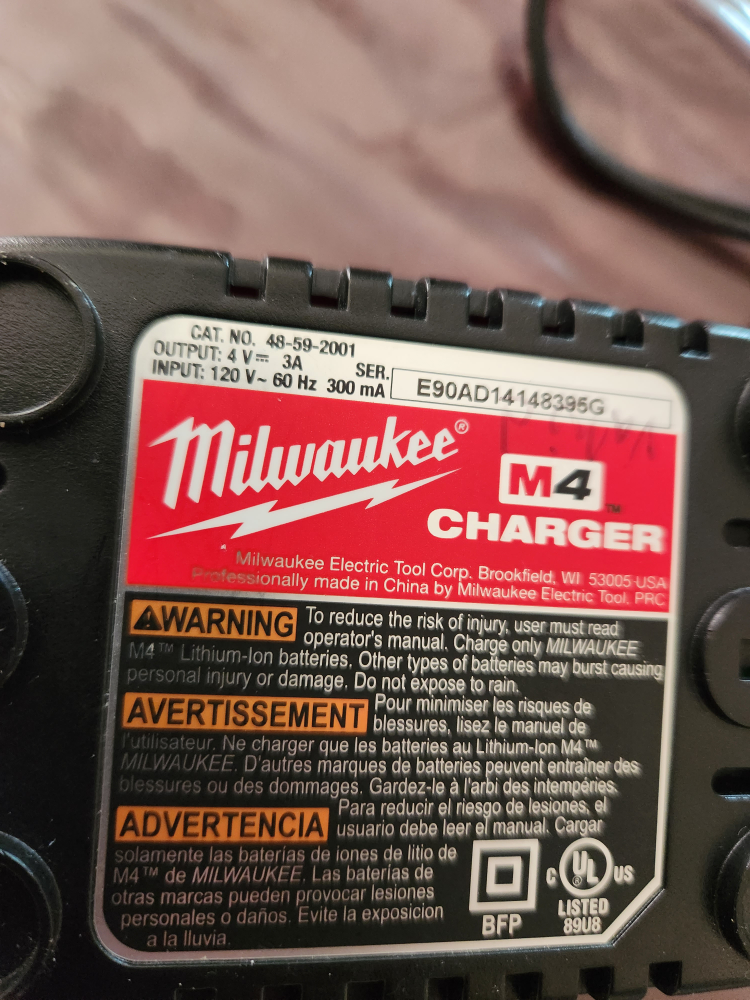 CAT. NO. 48-59-2001
OUTPUT: 4 V⎓ 3A SER.
INPUT: 120 V~ 60 Hz 300 mA E90AD14148395G
Milwaukee®
M4™
CHARGER
Milwaukee Electric Tool Corp. Brookfield, WI 53005 USA
Professionally made in China by Milwaukee Electric Tool, PRC
⚠WARNING To reduce the risk of injury, user must read
operator's manual. Charge only MILWAUKEE
M4™ Lithium-Ion batteries. Other types of batteries may burst causing
personal injury or damage. Do not expose to rain.
AVERTISSEMENT Pour minimiser les risques de
blessures, lisez le manuel de
l'utilisateur. Ne charger que les batteries au Lithium-Ion M4™
MILWAUKEE. D'autres marques de batteries peuvent entraîner des
blessures ou des dommages. Gardez-le à l'arbi des intempéries.
ADVERTENCIA Para reducir el riesgo de lesiones, el
usuario debe leer el manual. Cargar
solamente las baterías de iones de litio de
M4™ de MILWAUKEE. Las baterías de
otras marcas pueden provocar lesiones
personales o daños. Evite la exposicion
a la lluvia.
BFP
C UL® US
LISTED
89U8